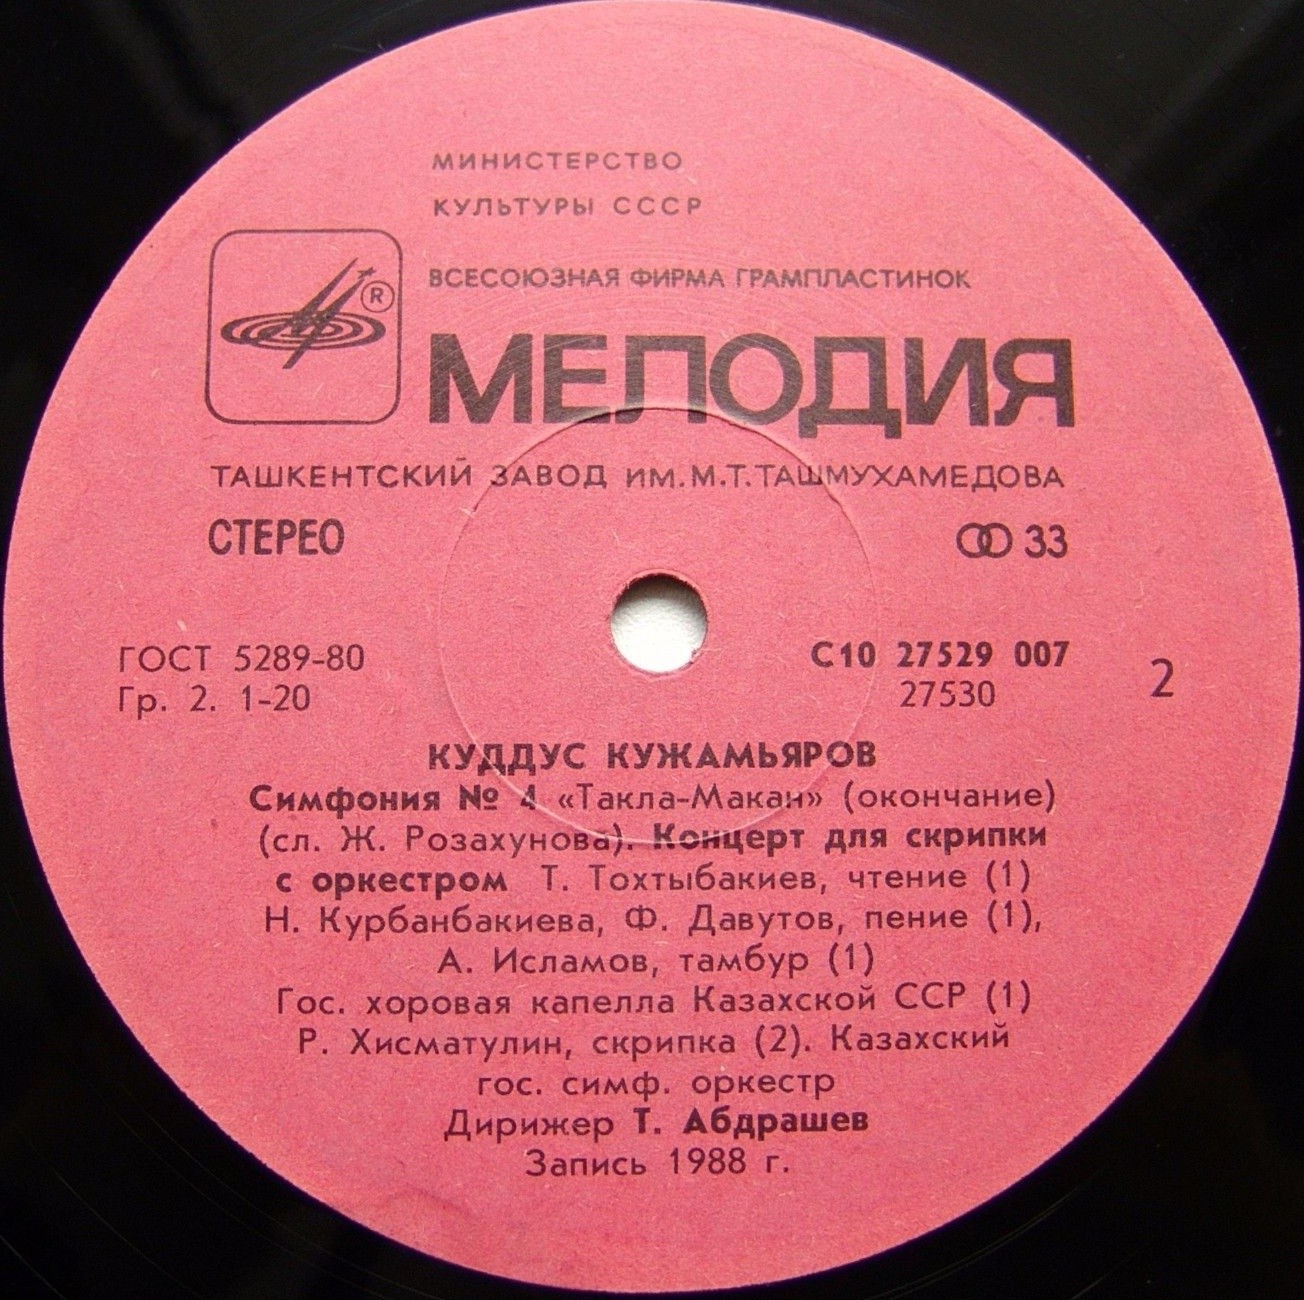 МИНИСТЕРСТВО
КУЛЬТУРЫ СССР
ВСЕСОЮЗНАЯ ФИРМА ГРАМПЛАСТИНОК
®
МЕЛОДИЯ
ТАШКЕНТСКИЙ ЗАВОД ИМ.М.Т.ТАШМУХАМЕДОВА
СТЕРЕО 33
ГОСТ 5289-80 С10 27529 007
Гр. 2. 1-20 27530 2
КУДДУС КУЖАМЬЯРОВ
Симфония № 4 «Такла-Макан» (окончание)
(сл. Ж. Розахунова). Концерт для скрипки
с оркестром Т. Тохтыбакиев, чтение (1)
Н. Курбанбакиева, Ф. Давутов, пение (1),
А. Исламов, тамбур (1)
Гос. хоровая капелла Казахской ССР (1)
Р. Хисматулин, скрипка (2). Казахский
гос. симф. оркестр
Дирижер Т. Абдрашев
Запись 1988 г.